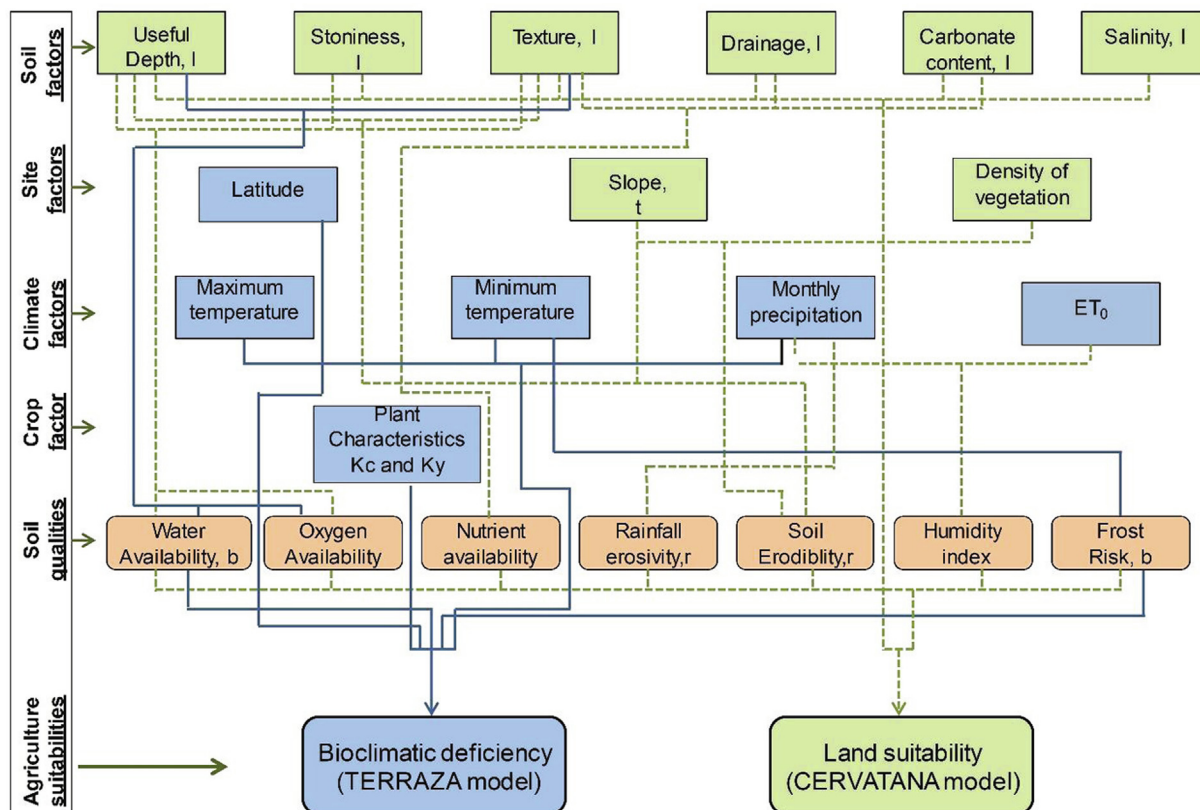 Soil
factors
Useful
Depth, l
Stoniness,
l
Texture, l
Drainage, l
Carbonate
content, l
Salinity, l
Site
factors
Latitude
Slope,
t
Density of
vegetation
Climate
factors
Maximum
temperature
Minimum
temperature
Monthly
precipitation
ET₀
Crop
factor
Plant
Characteristics
Kc and Ky
Soil
qualities
Water
Availability, b
Oxygen
Availability
Nutrient
availability
Rainfall
erosivity,r
Soil
Erodiblity,r
Humidity
index
Frost
Risk, b
Agriculture
suitabilities
Bioclimatic deficiency
(TERRAZA model)
Land suitability
(CERVATANA model)